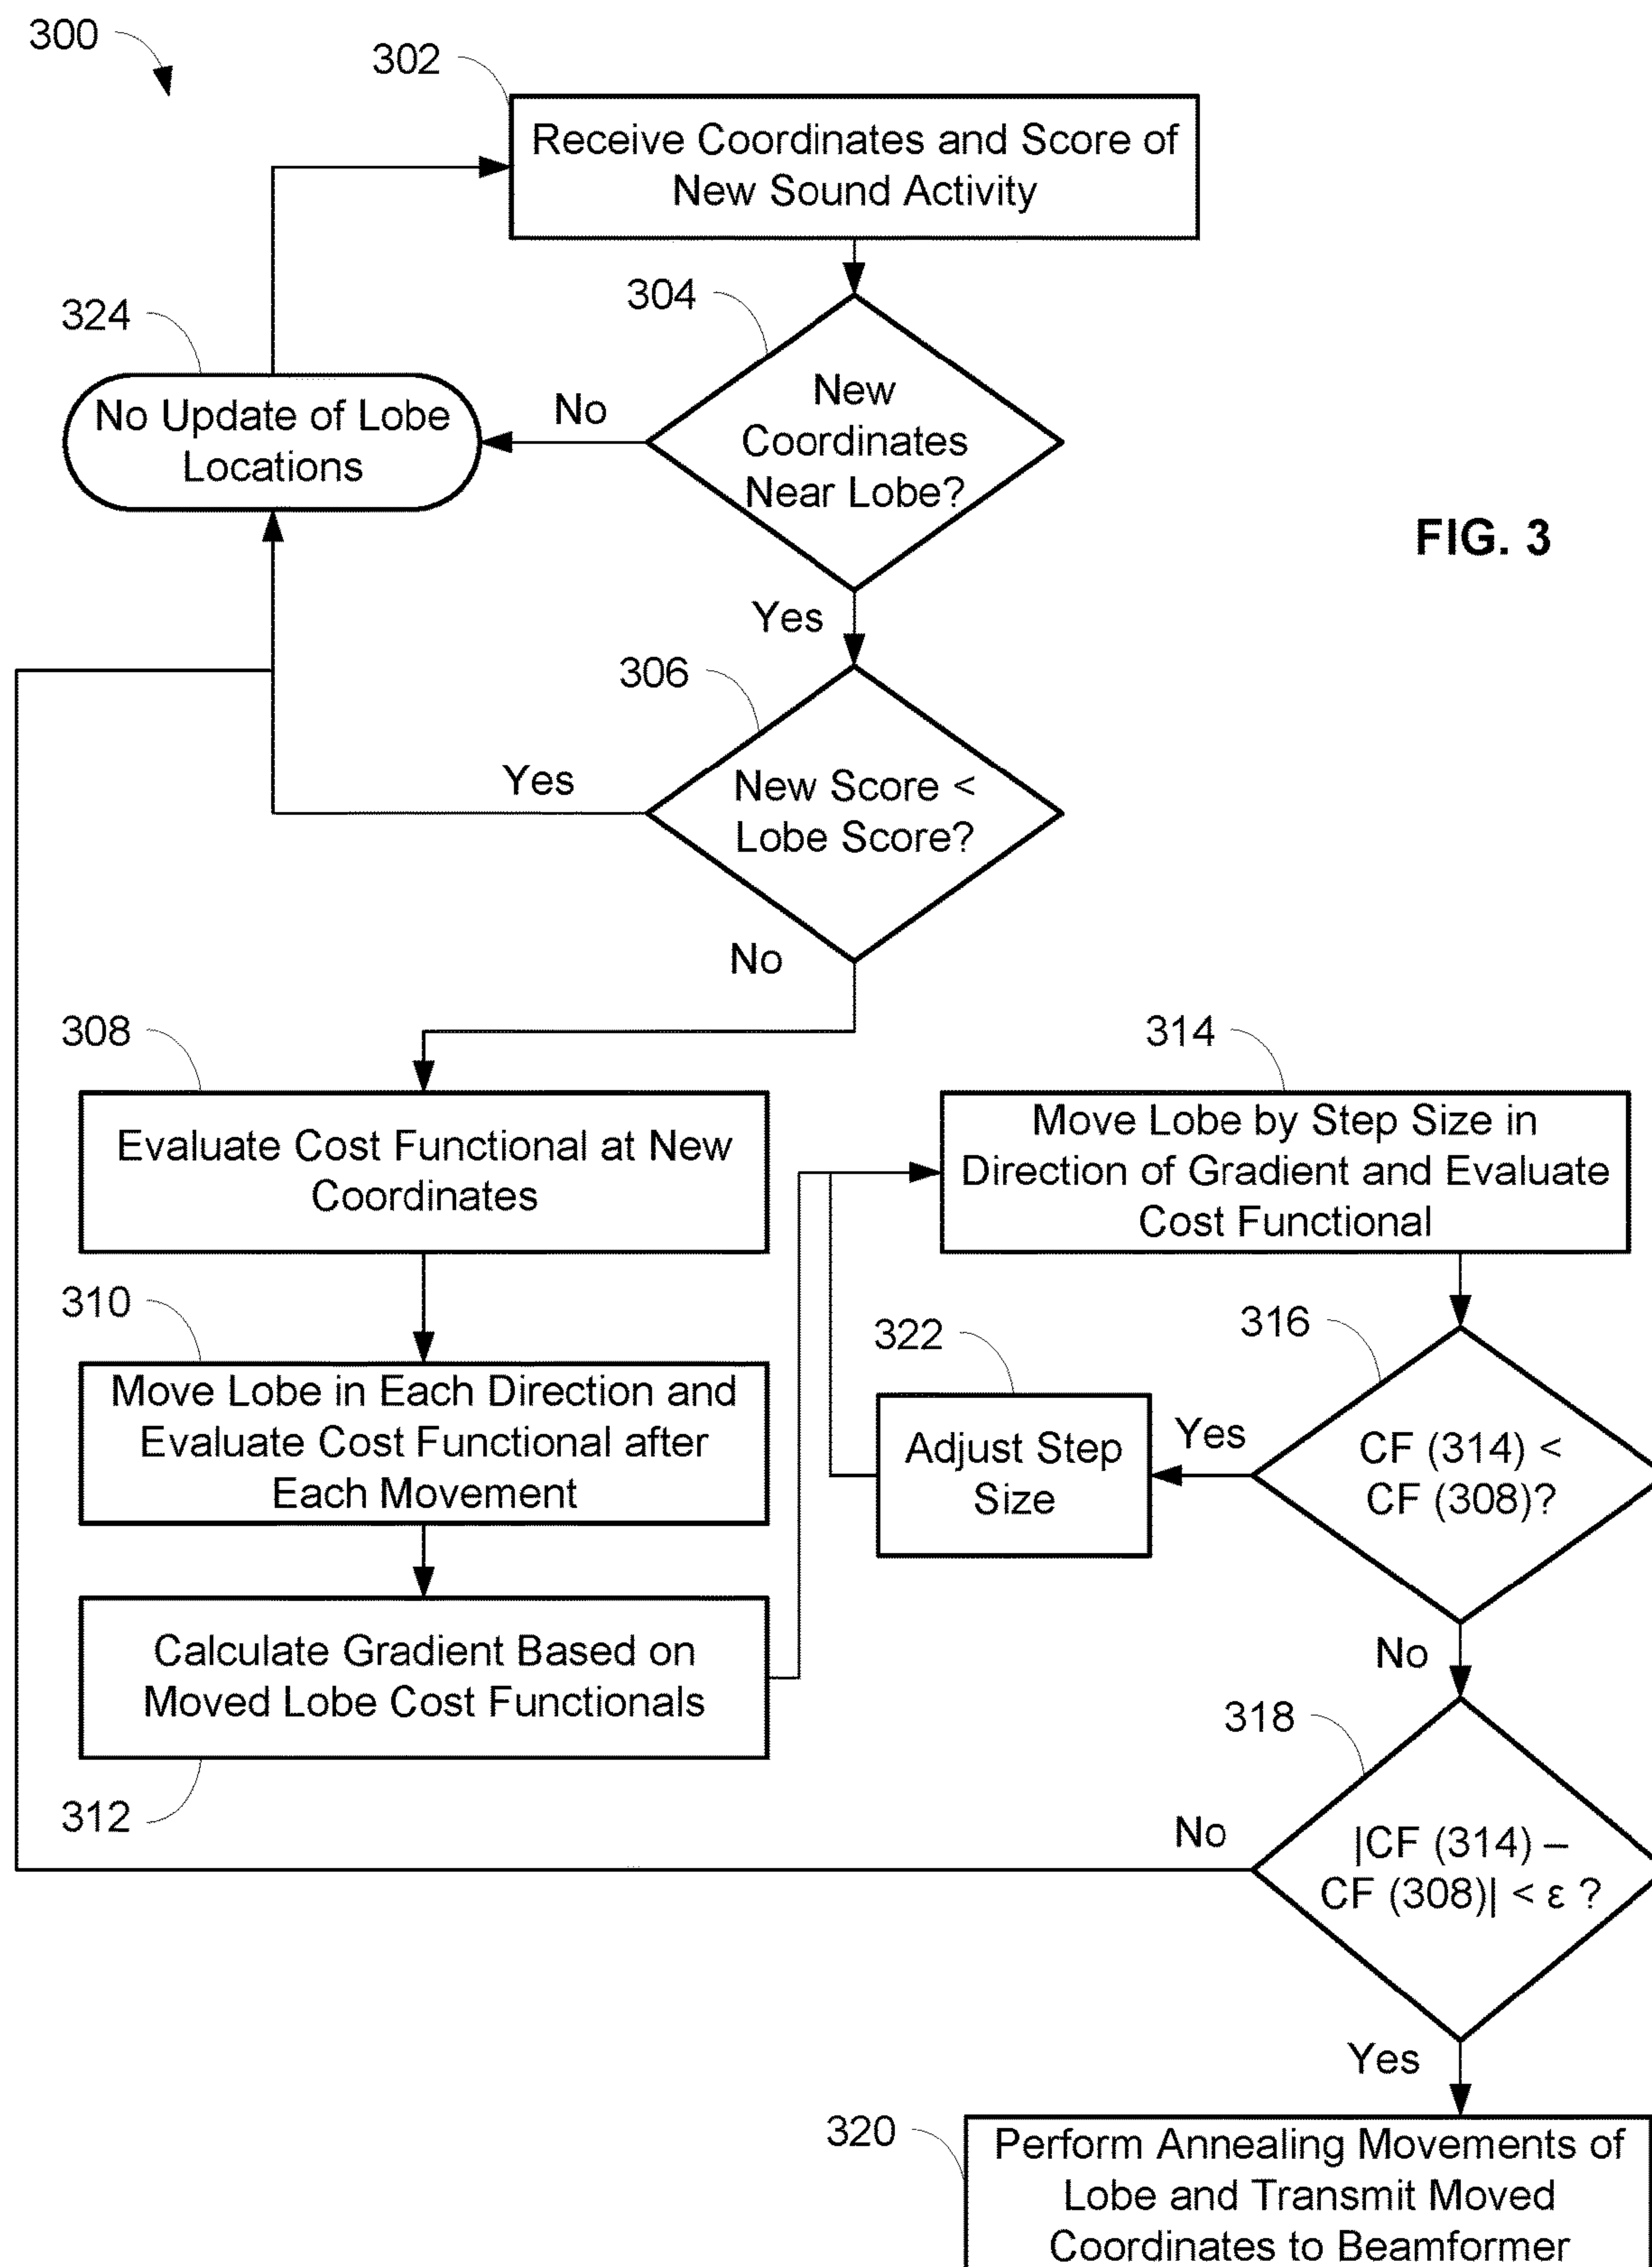 300
302
Receive Coordinates and Score of
New Sound Activity
304
New
Coordinates
Near Lobe?
No
324
No Update of Lobe
Locations
FIG. 3
Yes
306
New Score <
Lobe Score?
Yes
No
308
Evaluate Cost Functional at New
Coordinates
310
Move Lobe in Each Direction and
Evaluate Cost Functional after
Each Movement
Calculate Gradient Based on
Moved Lobe Cost Functionals
312
314
Move Lobe by Step Size in
Direction of Gradient and Evaluate
Cost Functional
316
CF (314) <
CF (308)?
Yes
322
Adjust Step
Size
No
318
|CF (314) –
CF (308)| < ε ?
No
Yes
320
Perform Annealing Movements of
Lobe and Transmit Moved
Coordinates to Beamformer